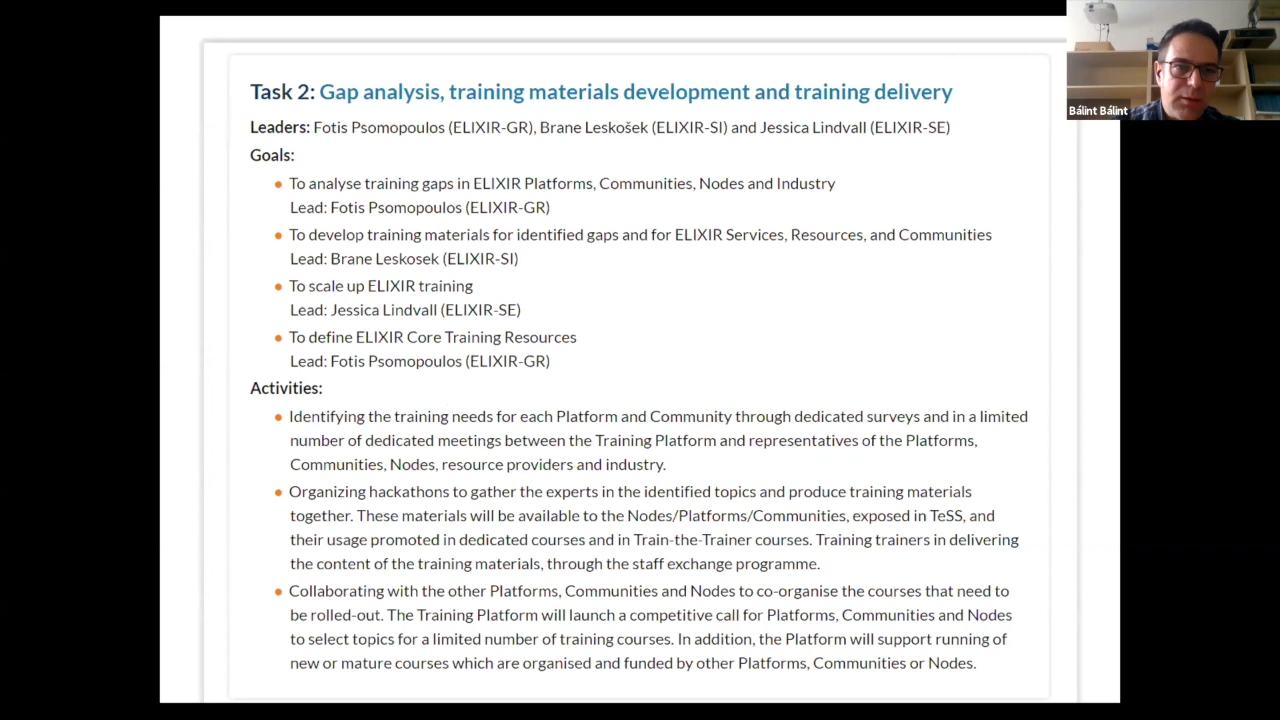 Task 2: Gap analysis, training materials development and training delivery
Leaders: Fotis Psomopoulos (ELIXIR-GR), Brane Leskošek (ELIXIR-SI) and Jessica Lindvall (ELIXIR-SE)
Goals:
• To analyse training gaps in ELIXIR Platforms, Communities, Nodes and Industry
Lead: Fotis Psomopoulos (ELIXIR-GR)
• To develop training materials for identified gaps and for ELIXIR Services, Resources, and Communities
Lead: Brane Leskosek (ELIXIR-SI)
• To scale up ELIXIR training
Lead: Jessica Lindvall (ELIXIR-SE)
• To define ELIXIR Core Training Resources
Lead: Fotis Psomopoulos (ELIXIR-GR)
Activities:
• Identifying the training needs for each Platform and Community through dedicated surveys and in a limited
number of dedicated meetings between the Training Platform and representatives of the Platforms,
Communities, Nodes, resource providers and industry.
• Organizing hackathons to gather the experts in the identified topics and produce training materials
together. These materials will be available to the Nodes/Platforms/Communities, exposed in TeSS, and
their usage promoted in dedicated courses and in Train-the-Trainer courses. Training trainers in delivering
the content of the training materials, through the staff exchange programme.
• Collaborating with the other Platforms, Communities and Nodes to co-organise the courses that need to
be rolled-out. The Training Platform will launch a competitive call for Platforms, Communities and Nodes
to select topics for a limited number of training courses. In addition, the Platform will support running of
new or mature courses which are organised and funded by other Platforms, Communities or Nodes.
Bálint Bálint